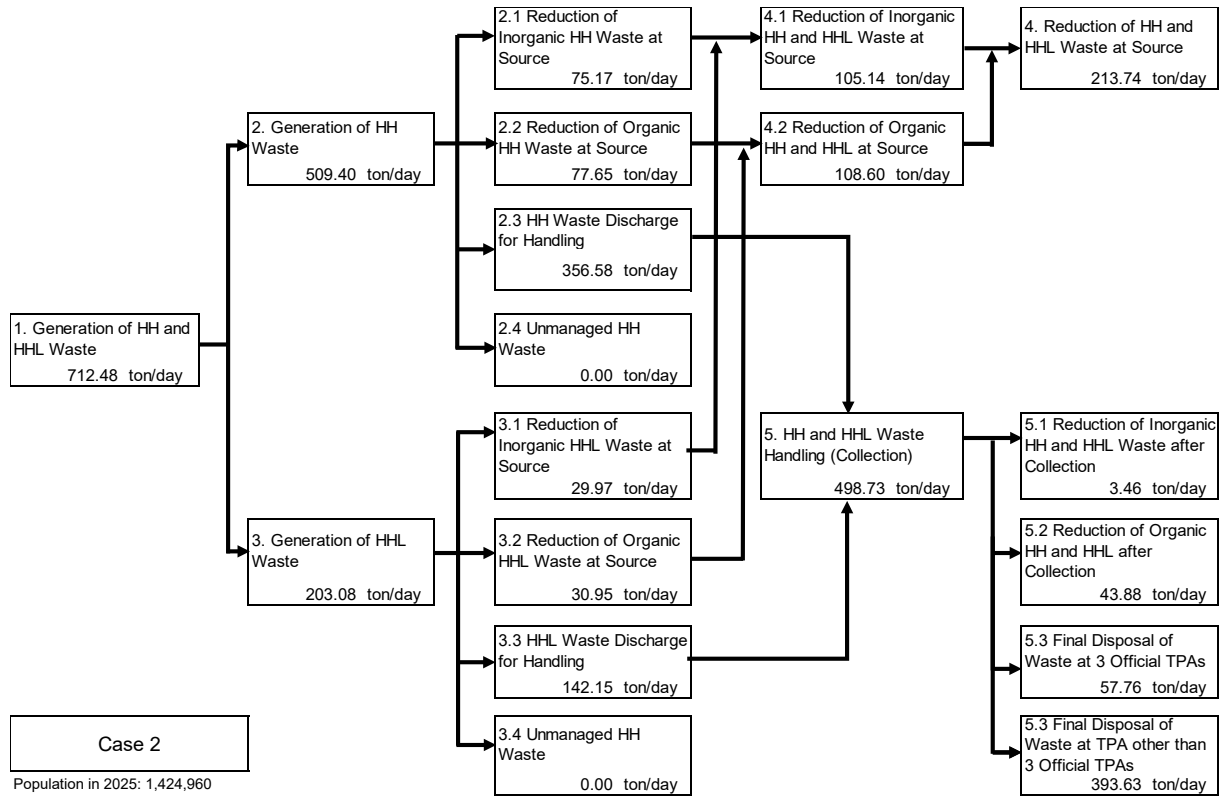 1. Generation of HH and
HHL Waste
712.48 ton/day
2. Generation of HH
Waste
509.40 ton/day
3. Generation of HHL
Waste
203.08 ton/day
2.1 Reduction of
Inorganic HH Waste at
Source
75.17 ton/day
2.2 Reduction of Organic
HH Waste at Source
77.65 ton/day
2.3 HH Waste Discharge
for Handling
356.58 ton/day
2.4 Unmanaged HH
Waste
0.00 ton/day
3.1 Reduction of
Inorganic HHL Waste at
Source
29.97 ton/day
3.2 Reduction of Organic
HHL Waste at Source
30.95 ton/day
3.3 HHL Waste Discharge
for Handling
142.15 ton/day
3.4 Unmanaged HH
Waste
0.00 ton/day
4.1 Reduction of Inorganic
HH and HHL Waste at
Source
105.14 ton/day
4.2 Reduction of Organic
HH and HHL at Source
108.60 ton/day
5. HH and HHL Waste
Handling (Collection)
498.73 ton/day
4. Reduction of HH and
HHL Waste at Source
213.74 ton/day
5.1 Reduction of Inorganic
HH and HHL Waste after
Collection
3.46 ton/day
5.2 Reduction of Organic
HH and HHL after
Collection
43.88 ton/day
5.3 Final Disposal of
Waste at 3 Official TPAs
57.76 ton/day
5.3 Final Disposal of
Waste at TPA other than
3 Official TPAs
393.63 ton/day
Case 2
Population in 2025: 1,424,960